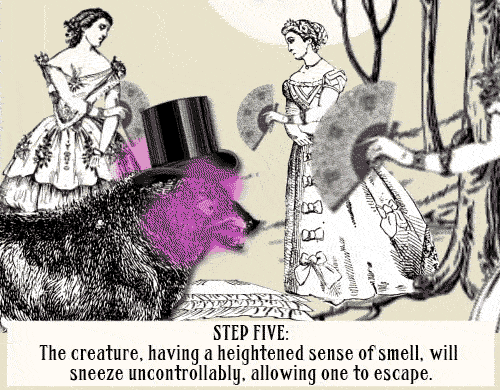 STEP FIVE:
The creature, having a heightened sense of smell, will
sneeze uncontrollably, allowing one to escape.